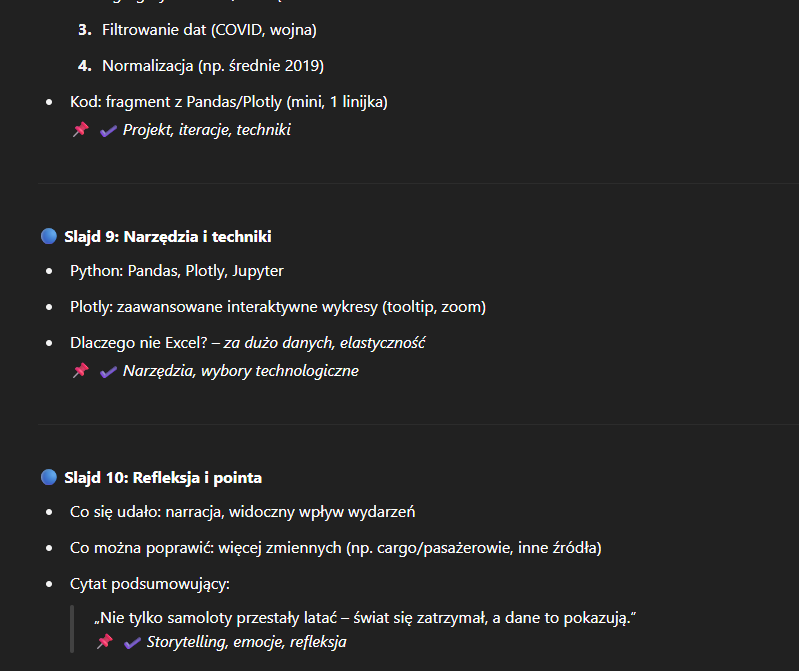 3. Filtrowanie dat (COVID, wojna)
4. Normalizacja (np. średnie 2019)
• Kod: fragment z Pandas/Plotly (mini, 1 linijka)
Projekt, iteracje, techniki
Slajd 9: Narzędzia i techniki
• Python: Pandas, Plotly, Jupyter
• Plotly: zaawansowane interaktywne wykresy (tooltip, zoom)
• Dlaczego nie Excel? – za dużo danych, elastyczność
Narzędzia, wybory technologiczne
Slajd 10: Refleksja i pointa
• Co się udało: narracja, widoczny wpływ wydarzeń
• Co można poprawić: więcej zmiennych (np. cargo/pasażerowie, inne źródła)
• Cytat podsumowujący:
„Nie tylko samoloty przestały latać – świat się zatrzymał, a dane to pokazują.”
Storytelling, emocje, refleksja